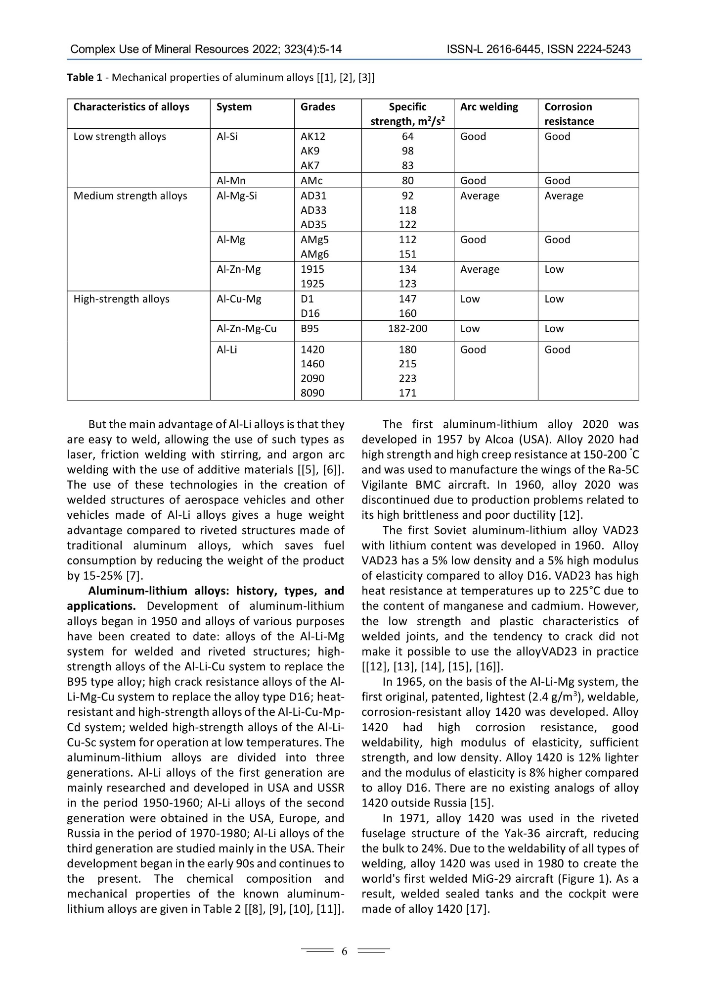 Complex Use of Mineral Resources 2022; 323(4):5-14 ISSN-L 2616-6445, ISSN 2224-5243
Table 1 - Mechanical properties of aluminum alloys [[1], [2], [3]]
Characteristics of alloys System Grades Specific strength, m²/s² Arc welding Corrosion resistance
Low strength alloys Al-Si AK12 64 Good Good
AK9 98
AK7 83
Al-Mn AMc 80 Good Good
Medium strength alloys Al-Mg-Si AD31 92 Average Average
AD33 118
AD35 122
Al-Mg AMg5 112 Good Good
AMg6 151
Al-Zn-Mg 1915 134 Average Low
1925 123
High-strength alloys Al-Cu-Mg D1 147 Low Low
D16 160
Al-Zn-Mg-Cu B95 182-200 Low Low
Al-Li 1420 180 Good Good
1460 215
2090 223
8090 171
But the main advantage of Al-Li alloys is that they
are easy to weld, allowing the use of such types as
laser, friction welding with stirring, and argon arc
welding with the use of additive materials [[5], [6]].
The use of these technologies in the creation of
welded structures of aerospace vehicles and other
vehicles made of Al-Li alloys gives a huge weight
advantage compared to riveted structures made of
traditional aluminum alloys, which saves fuel
consumption by reducing the weight of the product
by 15-25% [7].
Aluminum-lithium alloys: history, types, and
applications. Development of aluminum-lithium
alloys began in 1950 and alloys of various purposes
have been created to date: alloys of the Al-Li-Mg
system for welded and riveted structures; high-
strength alloys of the Al-Li-Cu system to replace the
B95 type alloy; high crack resistance alloys of the Al-
Li-Mg-Cu system to replace the alloy type D16; heat-
resistant and high-strength alloys of the Al-Li-Cu-Mp-
Cd system; welded high-strength alloys of the Al-Li-
Cu-Sc system for operation at low temperatures. The
aluminum-lithium alloys are divided into three
generations. Al-Li alloys of the first generation are
mainly researched and developed in USA and USSR
in the period 1950-1960; Al-Li alloys of the second
generation were obtained in the USA, Europe, and
Russia in the period of 1970-1980; Al-Li alloys of the
third generation are studied mainly in the USA. Their
development began in the early 90s and continues to
the present. The chemical composition and
mechanical properties of the known aluminum-
lithium alloys are given in Table 2 [[8], [9], [10], [11]].
The first aluminum-lithium alloy 2020 was
developed in 1957 by Alcoa (USA). Alloy 2020 had
high strength and high creep resistance at 150-200 ˚C
and was used to manufacture the wings of the Ra-5C
Vigilante BMC aircraft. In 1960, alloy 2020 was
discontinued due to production problems related to
its high brittleness and poor ductility [12].
The first Soviet aluminum-lithium alloy VAD23
with lithium content was developed in 1960. Alloy
VAD23 has a 5% low density and a 5% high modulus
of elasticity compared to alloy D16. VAD23 has high
heat resistance at temperatures up to 225°C due to
the content of manganese and cadmium. However,
the low strength and plastic characteristics of
welded joints, and the tendency to crack did not
make it possible to use the alloyVAD23 in practice
[[12], [13], [14], [15], [16]].
In 1965, on the basis of the Al-Li-Mg system, the
first original, patented, lightest (2.4 g/m³), weldable,
corrosion-resistant alloy 1420 was developed. Alloy
1420 had high corrosion resistance, good
weldability, high modulus of elasticity, sufficient
strength, and low density. Alloy 1420 is 12% lighter
and the modulus of elasticity is 8% higher compared
to alloy D16. There are no existing analogs of alloy
1420 outside Russia [15].
In 1971, alloy 1420 was used in the riveted
fuselage structure of the Yak-36 aircraft, reducing
the bulk to 24%. Due to the weldability of all types of
welding, alloy 1420 was used in 1980 to create the
world's first welded MiG-29 aircraft (Figure 1). As a
result, welded sealed tanks and the cockpit were
made of alloy 1420 [17].
6